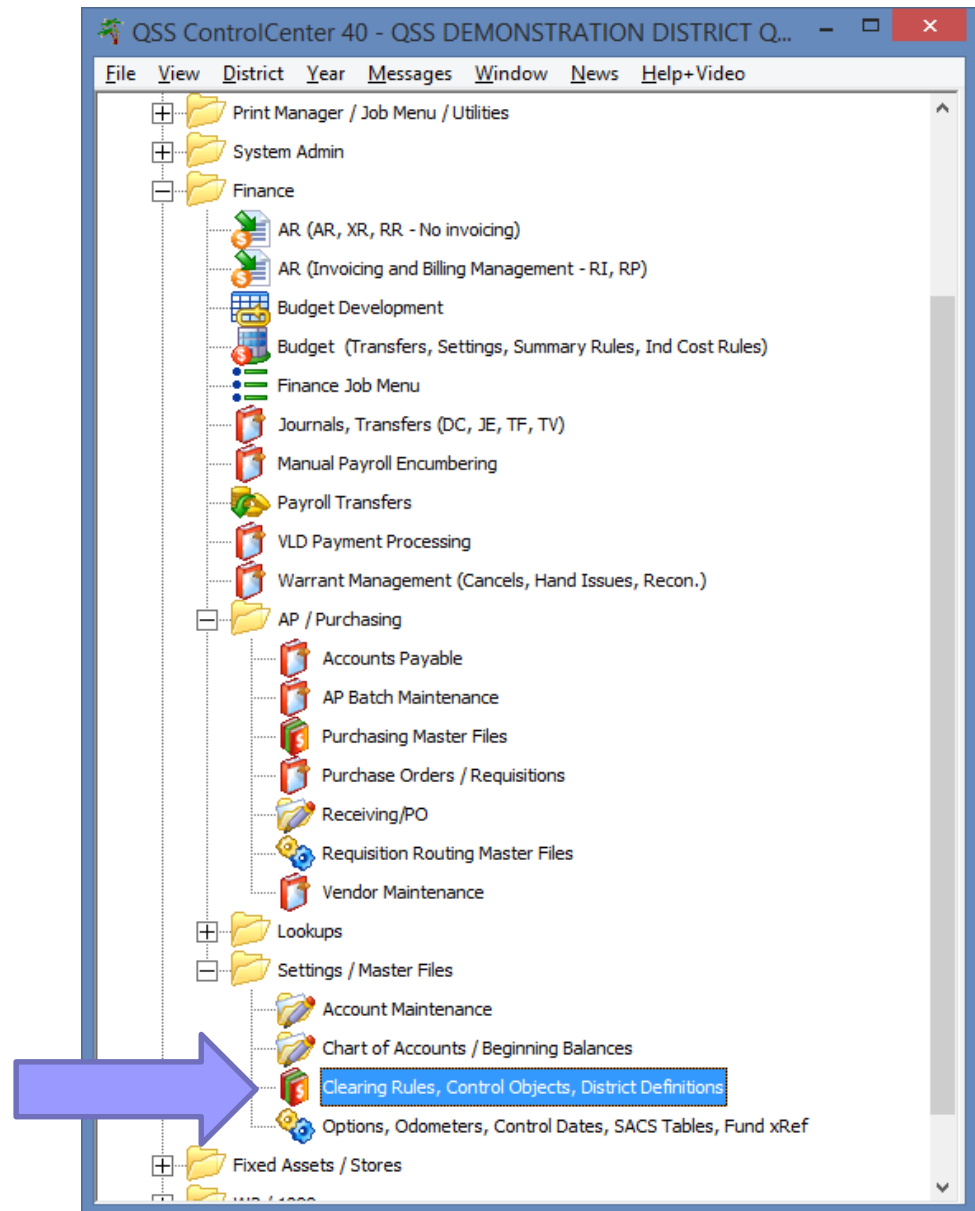 QSS ControlCenter 40 - QSS DEMONSTRATION DISTRICT Q...
File View District Year Messages Window News Help+Video
Print Manager / Job Menu / Utilities
System Admin
Finance
AR (AR, XR, RR - No invoicing)
AR (Invoicing and Billing Management - RI, RP)
Budget Development
Budget (Transfers, Settings, Summary Rules, Ind Cost Rules)
Finance Job Menu
Journals, Transfers (DC, JE, TF, TV)
Manual Payroll Encumbering
Payroll Transfers
VLD Payment Processing
Warrant Management (Cancels, Hand Issues, Recon.)
AP / Purchasing
Accounts Payable
AP Batch Maintenance
Purchasing Master Files
Purchase Orders / Requisitions
Receiving/PO
Requisition Routing Master Files
Vendor Maintenance
Lookups
Settings / Master Files
Account Maintenance
Chart of Accounts / Beginning Balances
Clearing Rules, Control Objects, District Definitions
Options, Odometers, Control Dates, SACS Tables, Fund xRef
Fixed Assets / Stores